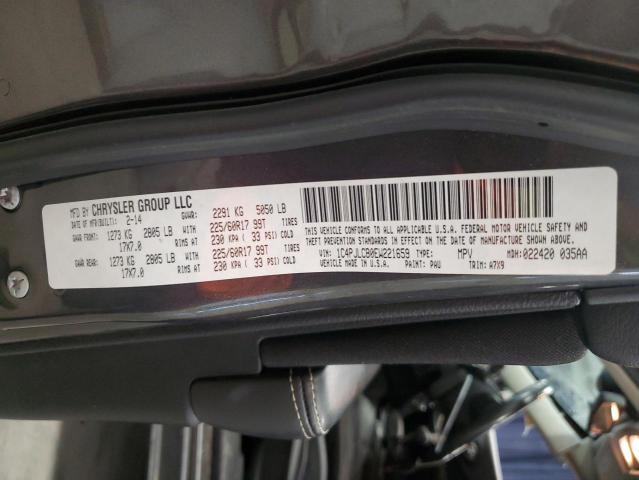 MFD BY CHRYSLER GROUP LLC
DATE OF MFR(BUILT): 2-14 GVWR: 2291 KG 5050 LB
GAWR FRONT: 1273 KG 2805 LB WITH 225/60R17 99T TIRES
17X7.0 RIMS AT 230 KPA ( 33 PSI) COLD
GAWR REAR: 1273 KG 2805 LB WITH 225/60R17 99T TIRES
17X7.0 RIMS AT 230 KPA ( 33 PSI) COLD
THIS VEHICLE CONFORMS TO ALL APPLICABLE U.S.A. FEDERAL MOTOR VEHICLE SAFETY AND
THEFT PREVENTION STANDARDS IN EFFECT ON THE DATE OF MANUFACTURE SHOWN ABOVE.
VIN: 1C4PJLCB0EW221659 TYPE: MPV MDH: 022420 035AA
VEHICLE MADE IN U.S.A. PAINT: PAU TRIM: A7X9